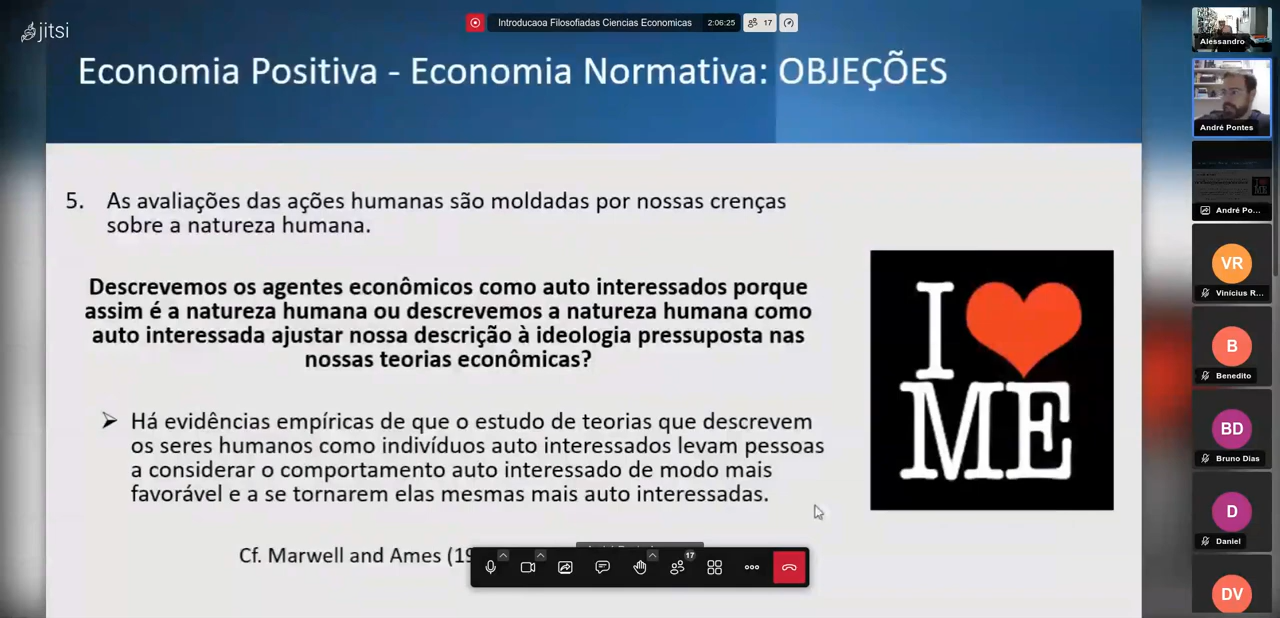 jitsi
Introducaoa Filosofiadas Ciencias Economicas
2:06:25
17
Economia Positiva - Economia Normativa: OBJEÇÕES
5. As avaliações das ações humanas são moldadas por nossas crenças
sobre a natureza humana.
Descrevemos os agentes econômicos como auto interessados porque
assim é a natureza humana ou descrevemos a natureza humana como
auto interessada ajustar nossa descrição à ideologia pressuposta nas
nossas teorias econômicas?
Há evidências empíricas de que o estudo de teorias que descrevem
os seres humanos como indivíduos auto interessados levam pessoas
a considerar o comportamento auto interessado de modo mais
favorável e a se tornarem elas mesmas mais auto interessadas.
Cf. Marwell and Ames (19
I
ME
17
Alessandro
André Pontes
André Po...
VR
Vinícius R...
B
Benedito
BD
Bruno Dias
D
Daniel
DV